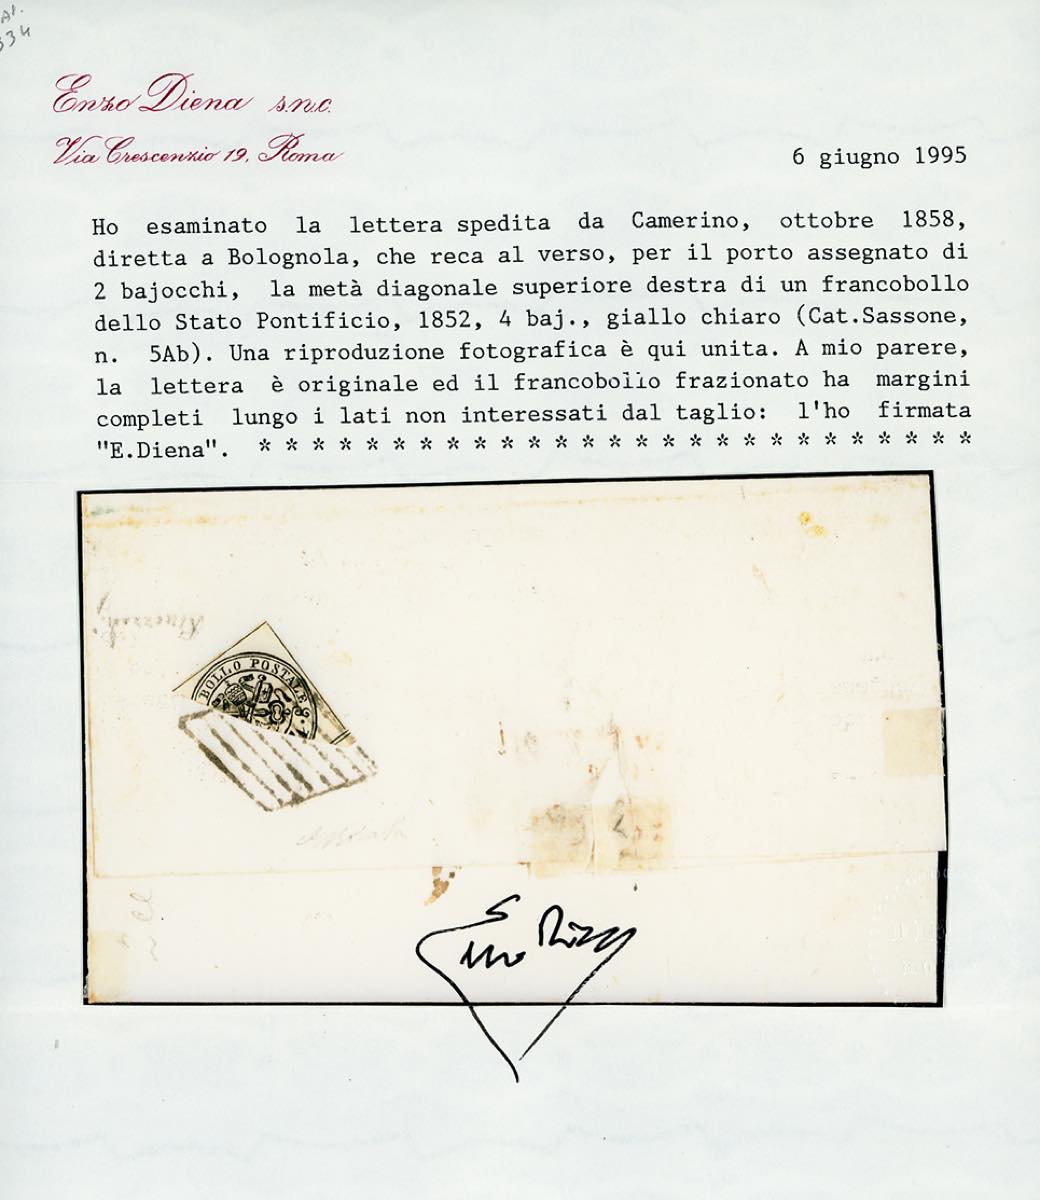 334
Enzo Diena s.n.c.
Via Crescenzio 19, Roma
6 giugno 1995
Ho esaminato la lettera spedita da Camerino, ottobre 1858,
diretta a Bolognola, che reca al verso, per il porto assegnato di
2 bajocchi, la metà diagonale superiore destra di un francobollo
dello Stato Pontificio, 1852, 4 baj., giallo chiaro (Cat.Sassone,
n. 5Ab). Una riproduzione fotografica è qui unita. A mio parere,
la lettera è originale ed il francobollo frazionato ha margini
completi lungo i lati non interessati dal taglio: l'ho firmata
"E.Diena". * * * * * * * * * * * * * * * * * * * * * * * * * * *
BOLLO POSTALE